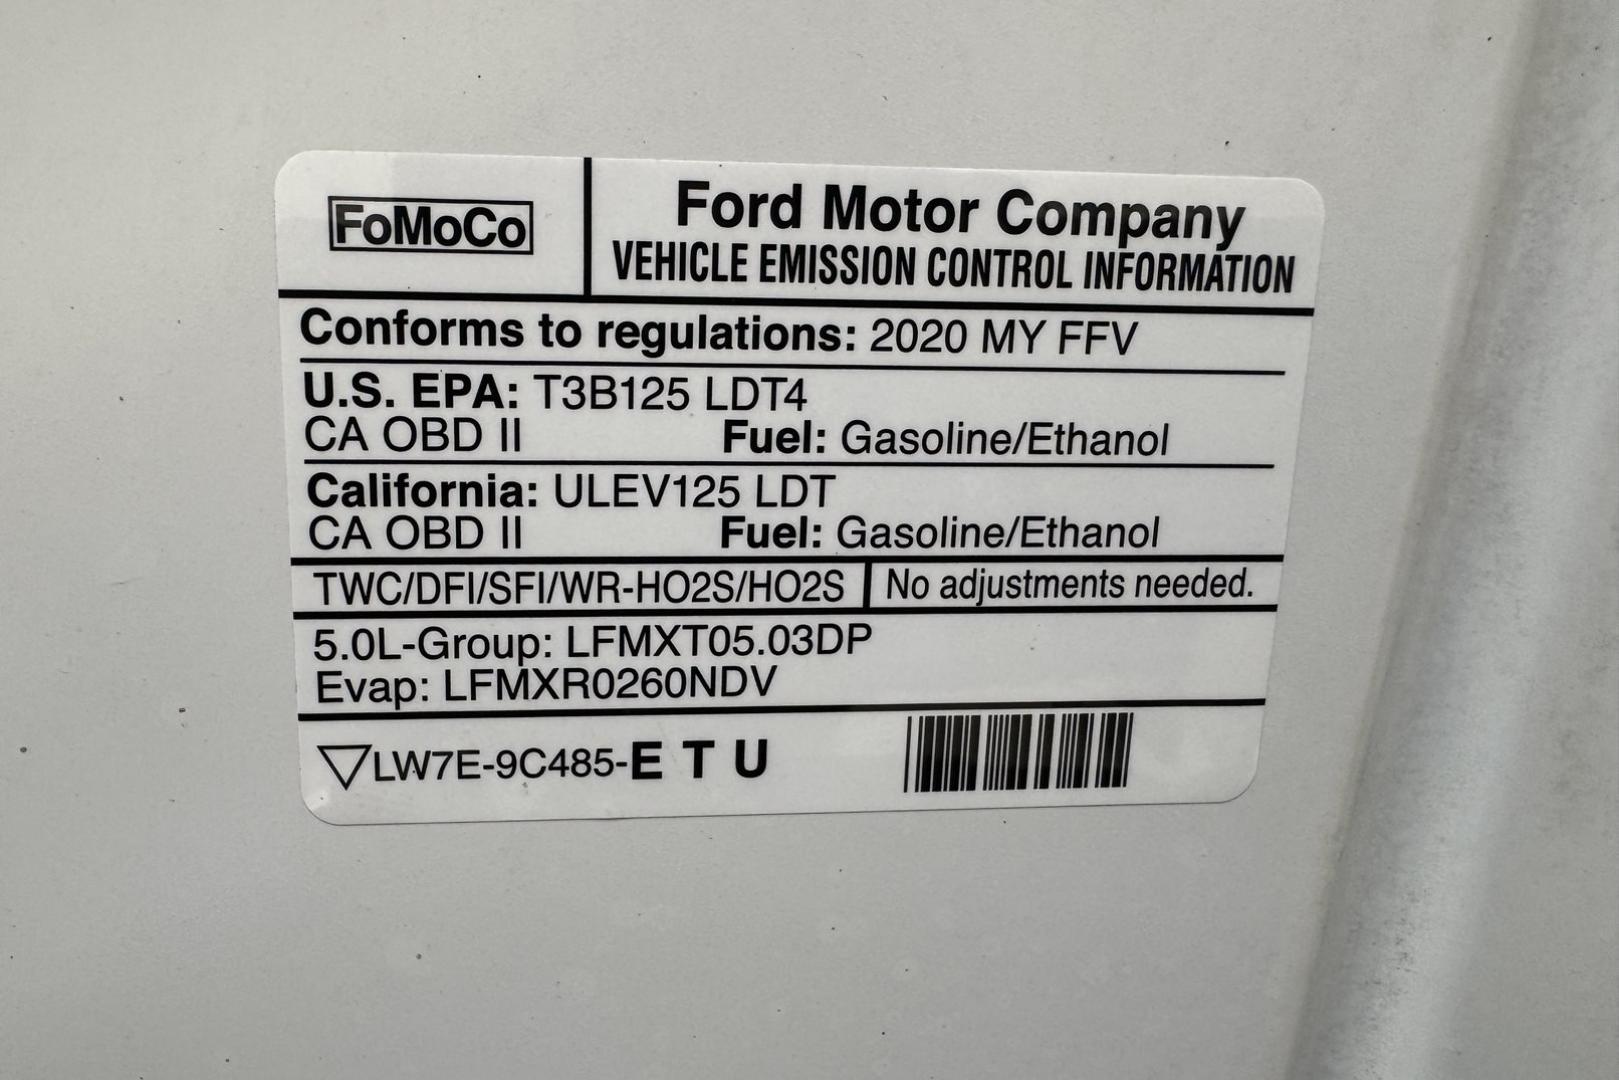 FoMoCo
Ford Motor Company
VEHICLE EMISSION CONTROL INFORMATION
Conforms to regulations: 2020 MY FFV
U.S. EPA: T3B125 LDT4
CA OBD II Fuel: Gasoline/Ethanol
California: ULEV125 LDT
CA OBD II Fuel: Gasoline/Ethanol
TWC/DFI/SFI/WR-HO2S/HO2S No adjustments needed.
5.0L-Group: LFMXT05.03DP
Evap: LFMXR0260NDV
LW7E-9C485-E T U